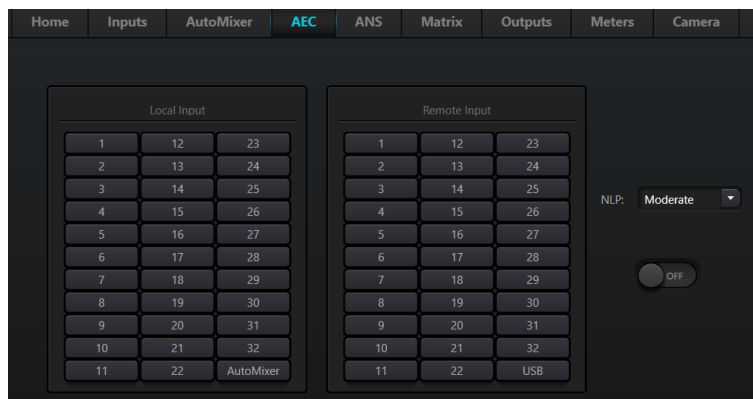 Home Inputs AutoMixer AEC ANS Matrix Outputs Meters Camera
Local Input
1 12 23
2 13 24
3 14 25
4 15 26
5 16 27
6 17 28
7 18 29
8 19 30
9 20 31
10 21 32
11 22 AutoMixer
Remote Input
1 12 23
2 13 24
3 14 25
4 15 26
5 16 27
6 17 28
7 18 29
8 19 30
9 20 31
10 21 32
11 22 USB
NLP: Moderate
OFF